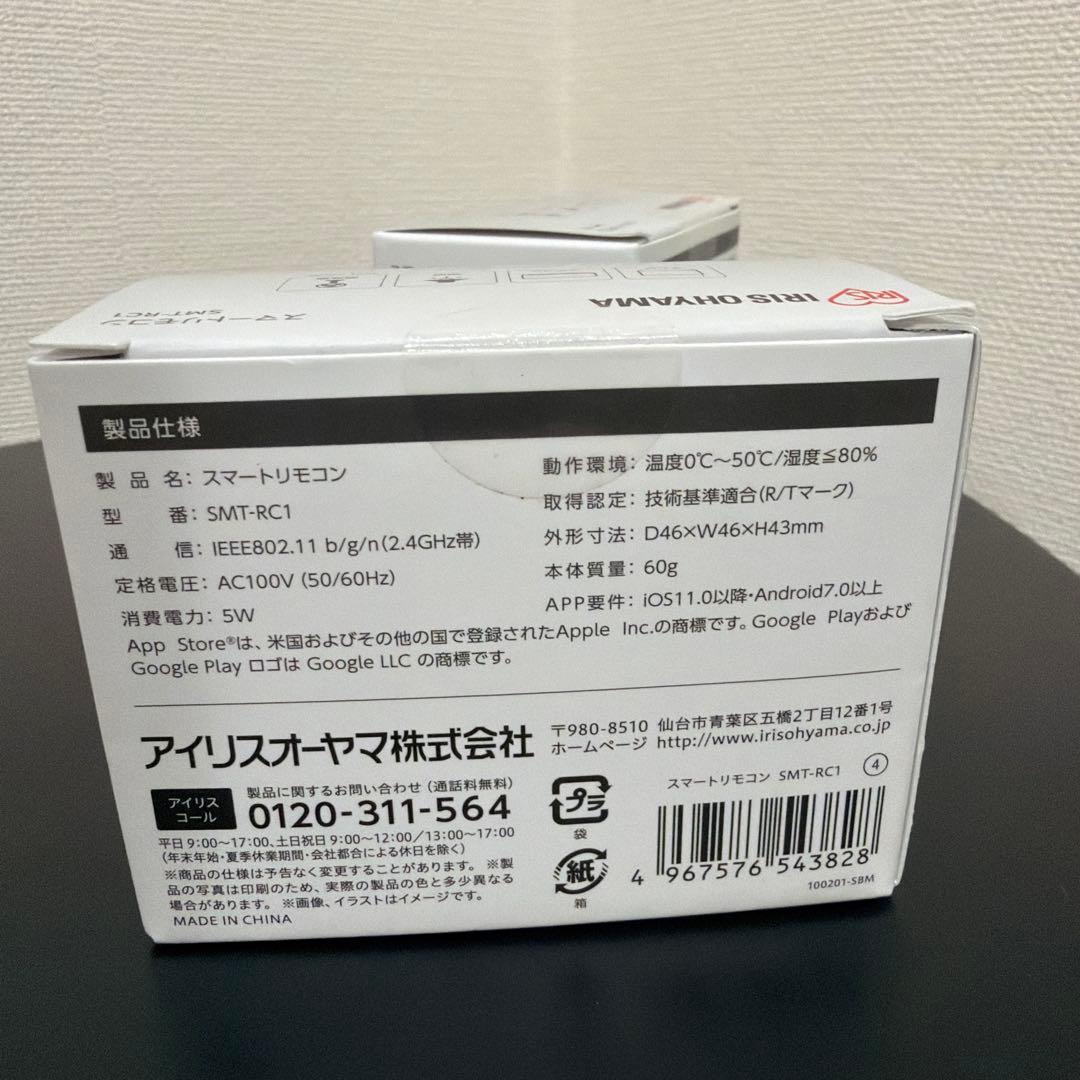 IRIS
IRIS OHYAMA
スマートリモコン
SMT-RC1
製品仕様
製品名：スマートリモコン
型番：SMT-RC1
通信：IEEE802.11 b/g/n(2.4GHz帯)
定格電圧：AC100V (50/60Hz)
消費電力：5W
動作環境：温度0℃～50℃/湿度≦80%
取得認定：技術基準適合(R/Tマーク)
外形寸法：D46×W46×H43mm
本体質量：60g
APP要件：iOS11.0以降・Android7.0以上
App Store®は、米国およびその他の国で登録されたApple Inc.の商標です。Google Playおよび
Google Play ロゴは Google LLC の商標です。
アイリスオーヤマ株式会社
〒980-8510 仙台市青葉区五橋2丁目12番1号
ホームページ http://www.irisohyama.co.jp
アイリス
コール
製品に関するお問い合わせ（通話料無料）
0120-311-564
平日 9:00～17:00、土日祝日 9:00～12:00／13:00～17:00
（年末年始・夏季休業期間・会社都合による休日を除く）
※商品の仕様は予告なく変更することがあります。 ※製
品の写真は印刷のため、実際の製品の色と多少異なる
場合があります。 ※画像、イラストはイメージです。
MADE IN CHINA
プラ
袋
紙
箱
スマートリモコン SMT-RC1 ④
4 967576 543828
100201-SBM